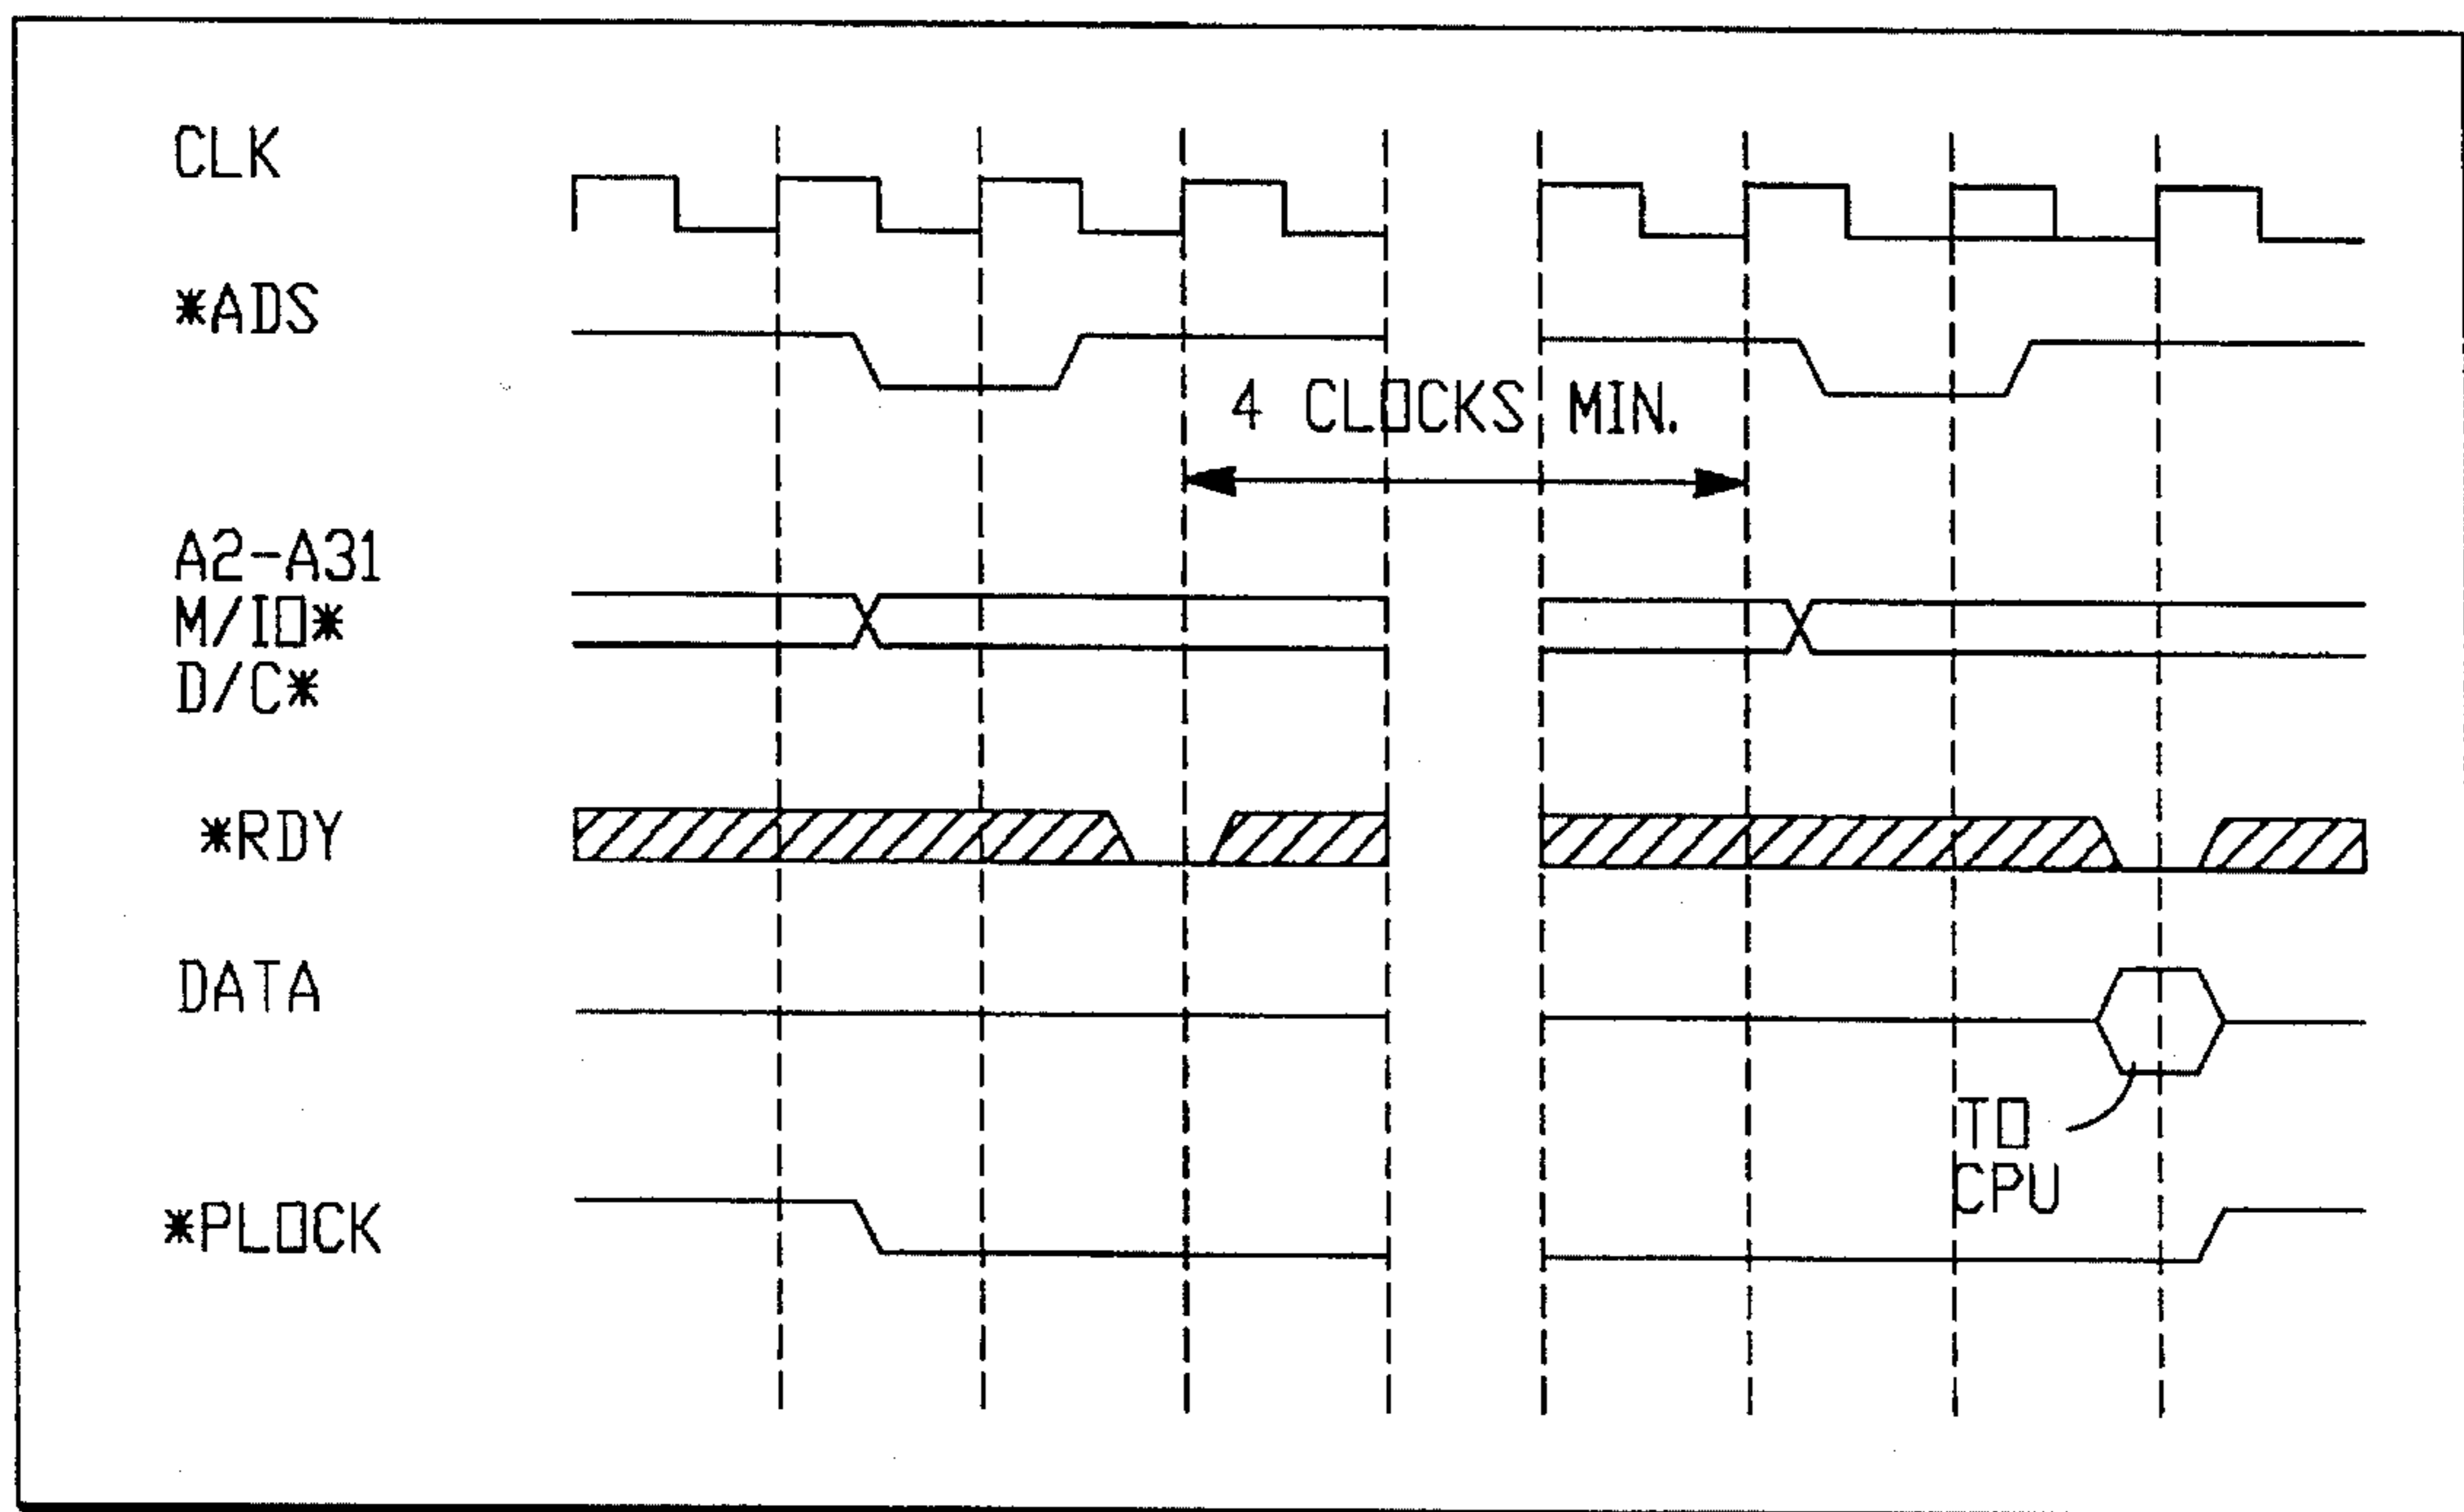 CLK
*ADS
4 CLOCKS MIN.
A2-A31
M/IO*
D/C*
*RDY
DATA
TO
CPU
*PLOCK